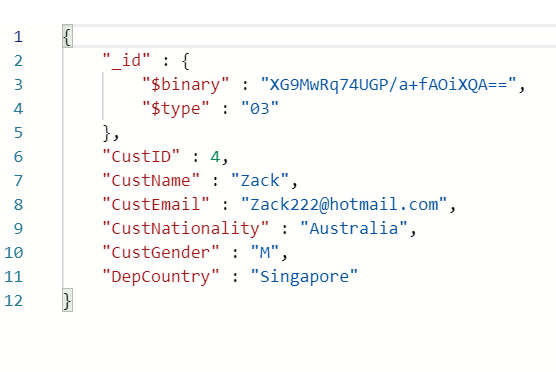 1 {
2 "_id" : {
3 "$binary" : "XG9MwRq74UGP/a+fAOiXQA==",
4 "$type" : "03"
5 },
6 "CustID" : 4,
7 "CustName" : "Zack",
8 "CustEmail" : "Zack222@hotmail.com",
9 "CustNationality" : "Australia",
10 "CustGender" : "M",
11 "DepCountry" : "Singapore"
12 }